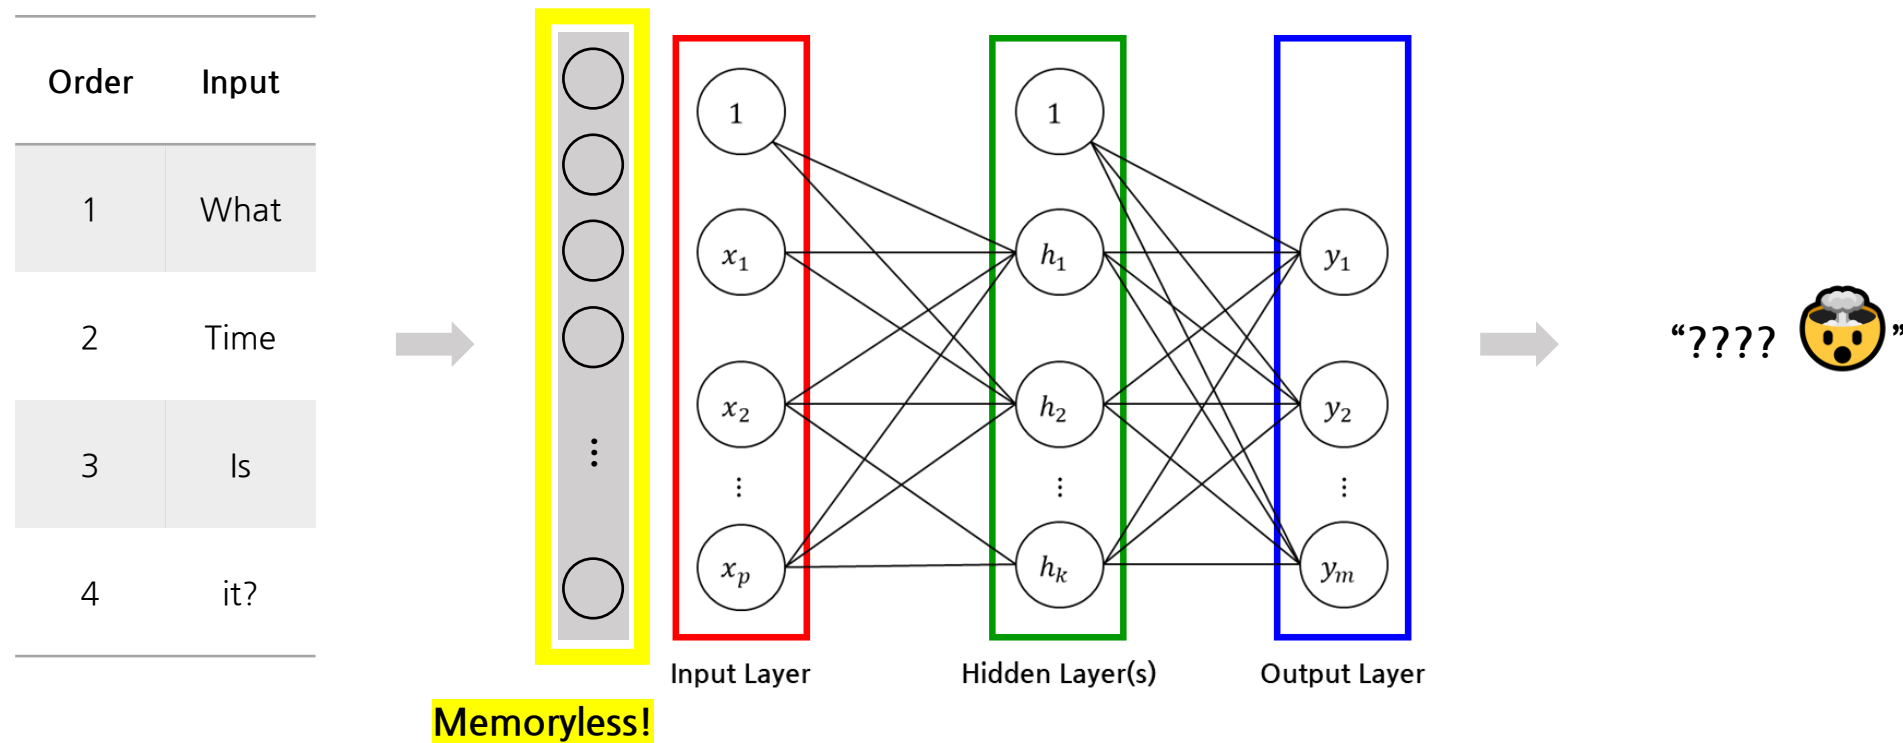 Order Input
1 What
2 Time
3 Is
4 it?
⋮
Memoryless!
1
x₁
x₂
⋮
xₚ
Input Layer
1
h₁
h₂
⋮
hₖ
Hidden Layer(s)
y₁
y₂
⋮
yₘ
Output Layer
“???? 🤯”